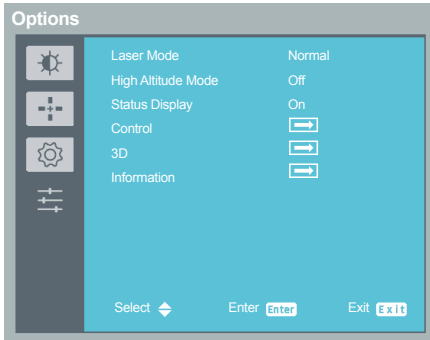 Options
Laser Mode Normal
High Altitude Mode Off
Status Display On
Control
3D
Information
Select Enter Enter Exit Exit